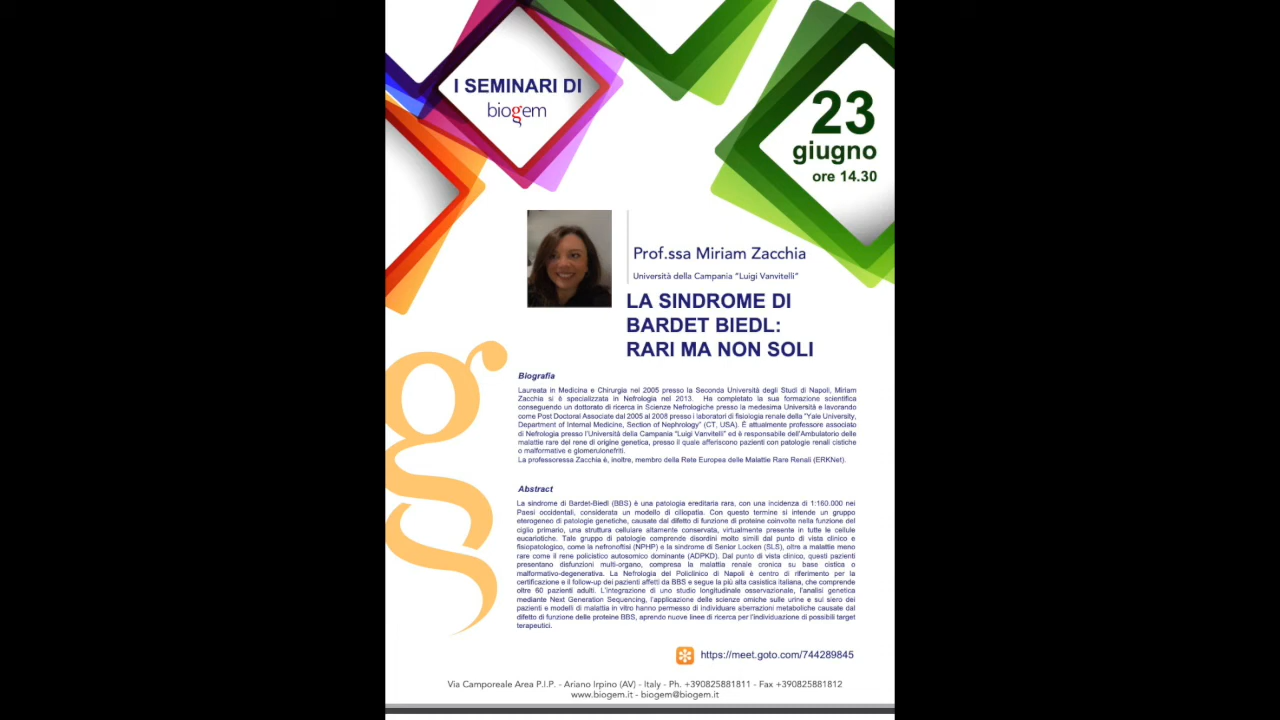 I SEMINARI DI
biogem
23
giugno
ore 14.30
Prof.ssa Miriam Zacchia
Università della Campania "Luigi Vanvitelli"
LA SINDROME DI
BARDET BIEDL:
RARI MA NON SOLI
Biografia
Laureata in Medicina e Chirurgia nel 2005 presso la Seconda Università degli Studi di Napoli, Miriam
Zacchia si è specializzata in Nefrologia nel 2013. Ha completato la sua formazione scientifica
conseguendo un dottorato di ricerca in Scienze Nefrologiche presso la medesima Università e lavorando
come Post Doctoral Associate dal 2005 al 2008 presso i laboratori di fisiologia renale della "Yale University,
Department of Internal Medicine, Section of Nephrology" (CT, USA). È attualmente professore associato
di Nefrologia presso l'Università della Campania "Luigi Vanvitelli" ed è responsabile dell'Ambulatorio delle
malattie rare del rene di origine genetica, presso il quale afferiscono pazienti con patologie renali cistiche
o malformative e glomerulonefriti.
La professoressa Zacchia è, inoltre, membro della Rete Europea delle Malattie Rare Renali (ERKNet).
Abstract
La sindrome di Bardet-Biedl (BBS) è una patologia ereditaria rara, con una incidenza di 1:160.000 nei
Paesi occidentali, considerata un modello di ciliopatia. Con questo termine si intende un gruppo
eterogeneo di patologie genetiche, causate dal difetto di funzione di proteine coinvolte nella funzione del
ciglio primario, una struttura cellulare altamente conservata, virtualmente presente in tutte le cellule
eucariotiche. Tale gruppo di patologie comprende disordini molto simili dal punto di vista clinico e
fisiopatologico, come la nefronoftisi (NPHP) e la sindrome di Senior Locken (SLS), oltre a malattie meno
rare come il rene policistico autosomico dominante (ADPKD). Dal punto di vista clinico, questi pazienti
presentano disfunzioni multi-organo, compresa la malattia renale cronica su base cistica o
malformativo-degenerativa. La Nefrologia del Policlinico di Napoli è centro di riferimento per la
certificazione e il follow-up dei pazienti affetti da BBS e segue la più alta casistica italiana, che comprende
oltre 60 pazienti adulti. L'integrazione di uno studio longitudinale osservazionale, l'analisi genetica
mediante Next Generation Sequencing, l'applicazione delle scienze omiche sulle urine e sul siero dei
pazienti e modelli di malattia in vitro hanno permesso di individuare aberrazioni metaboliche causate dal
difetto di funzione delle proteine BBS, aprendo nuove linee di ricerca per l'individuazione di possibili target
terapeutici.
https://meet.goto.com/744289845
Via Camporeale Area P.I.P. - Ariano Irpino (AV) - Italy - Ph. +390825881811 - Fax +390825881812
www.biogem.it - biogem@biogem.it